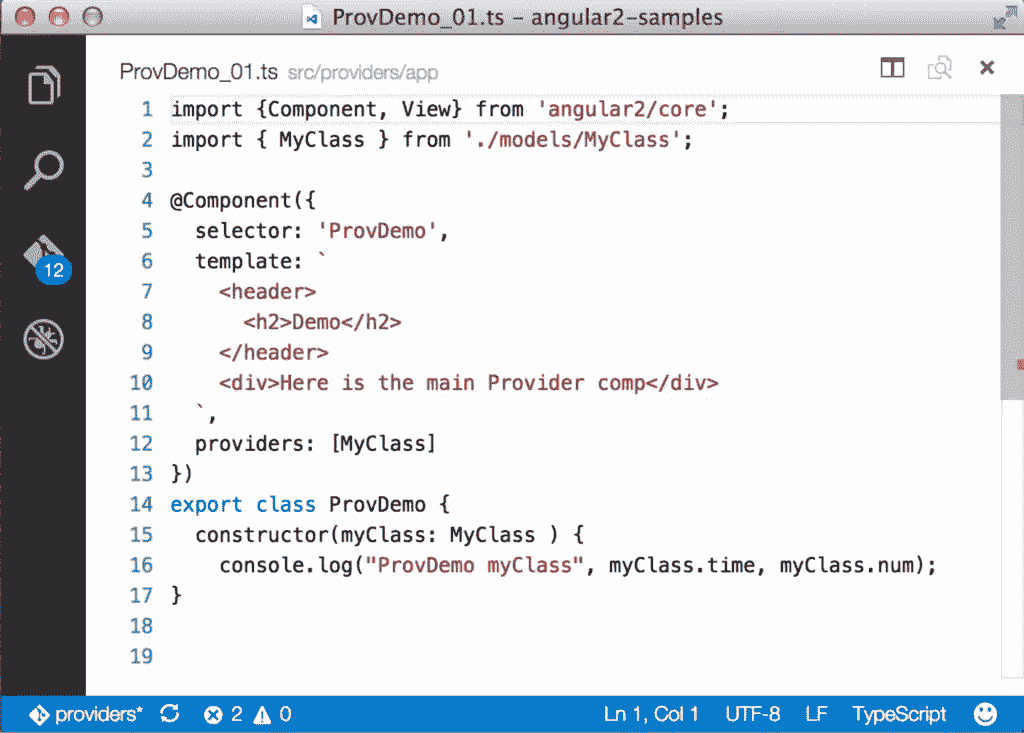 ProvDemo_01.ts - angular2-samples
ProvDemo_01.ts src/providers/app
1 import {Component, View} from 'angular2/core';
2 import { MyClass } from './models/MyClass';
3
4 @Component({
5   selector: 'ProvDemo',
6   template: `
7     <header>
8       <h2>Demo</h2>
9     </header>
10     <div>Here is the main Provider comp</div>
11   `,
12   providers: [MyClass]
13 })
14 export class ProvDemo {
15   constructor(myClass: MyClass ) {
16     console.log("ProvDemo myClass", myClass.time, myClass.num);
17 }
18
19
12
providers* 2 0 Ln 1, Col 1 UTF-8 LF TypeScript